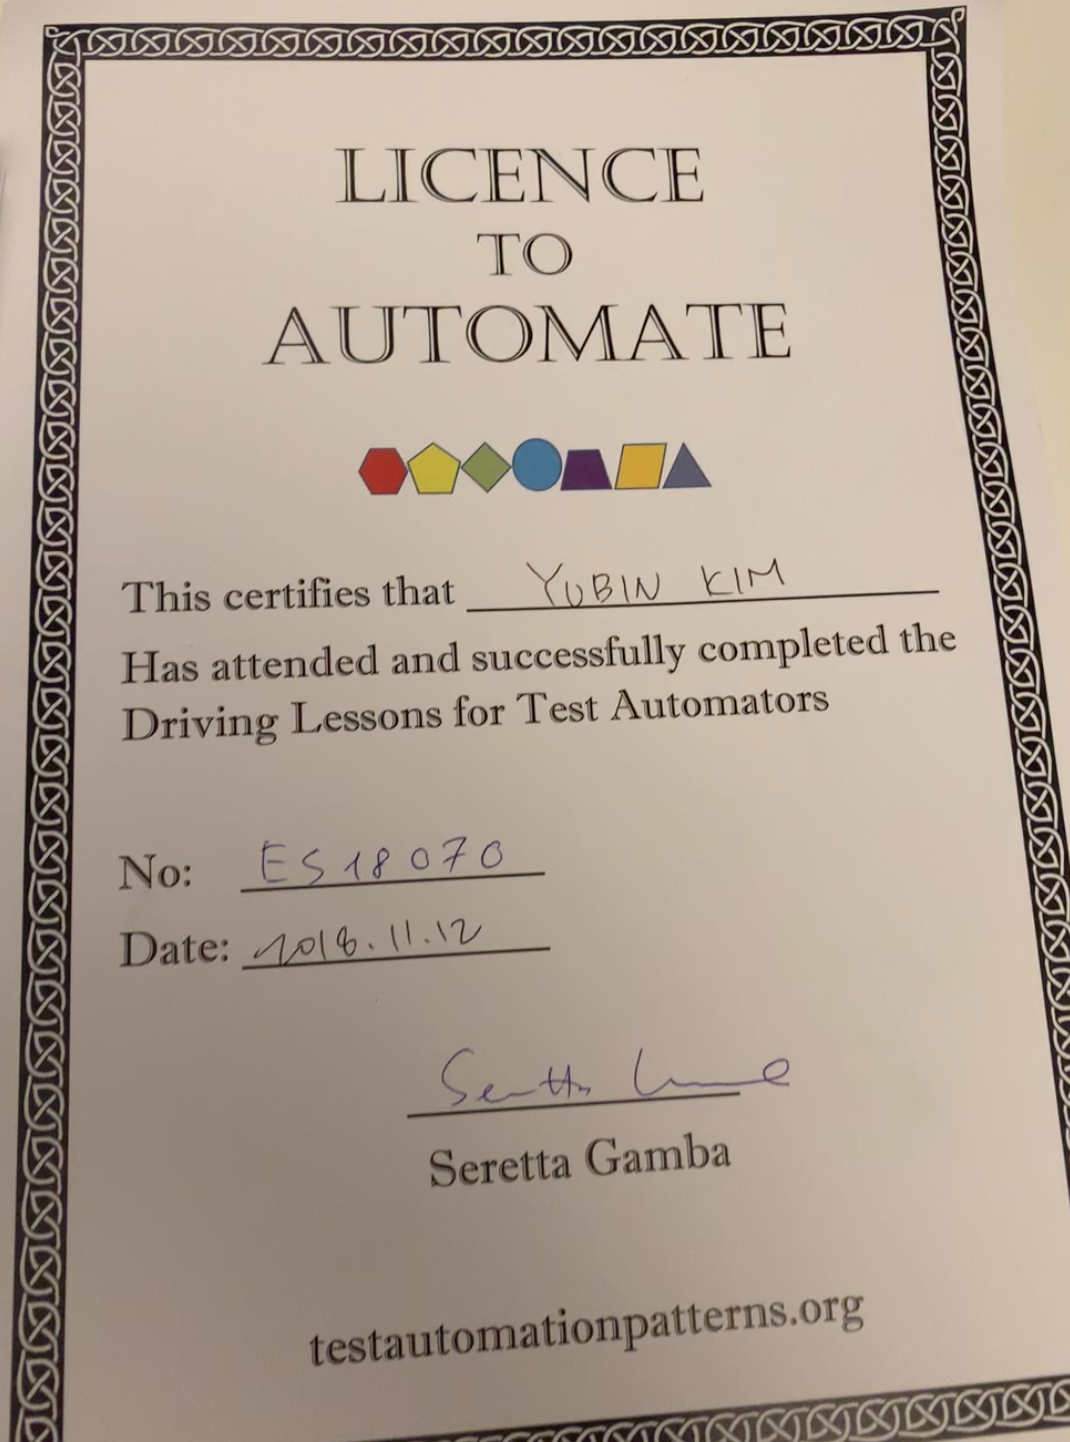 LICENCE
TO
AUTOMATE
This certifies that YUBIN KIM
Has attended and successfully completed the
Driving Lessons for Test Automators
No: ES18070
Date: 2018.11.12
Seretta Gamba
testautomationpatterns.org